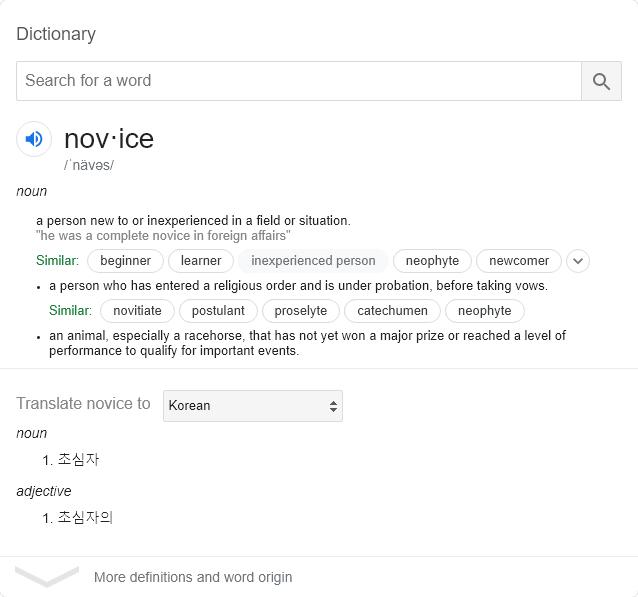 Dictionary
Search for a word
nov·ice
/ˈnävəs/
noun
a person new to or inexperienced in a field or situation.
"he was a complete novice in foreign affairs"
Similar: beginner learner inexperienced person neophyte newcomer
• a person who has entered a religious order and is under probation, before taking vows.
Similar: novitiate postulant proselyte catechumen neophyte
• an animal, especially a racehorse, that has not yet won a major prize or reached a level of
performance to qualify for important events.
Translate novice to Korean
noun
1. 초심자
adjective
1. 초심자의
More definitions and word origin